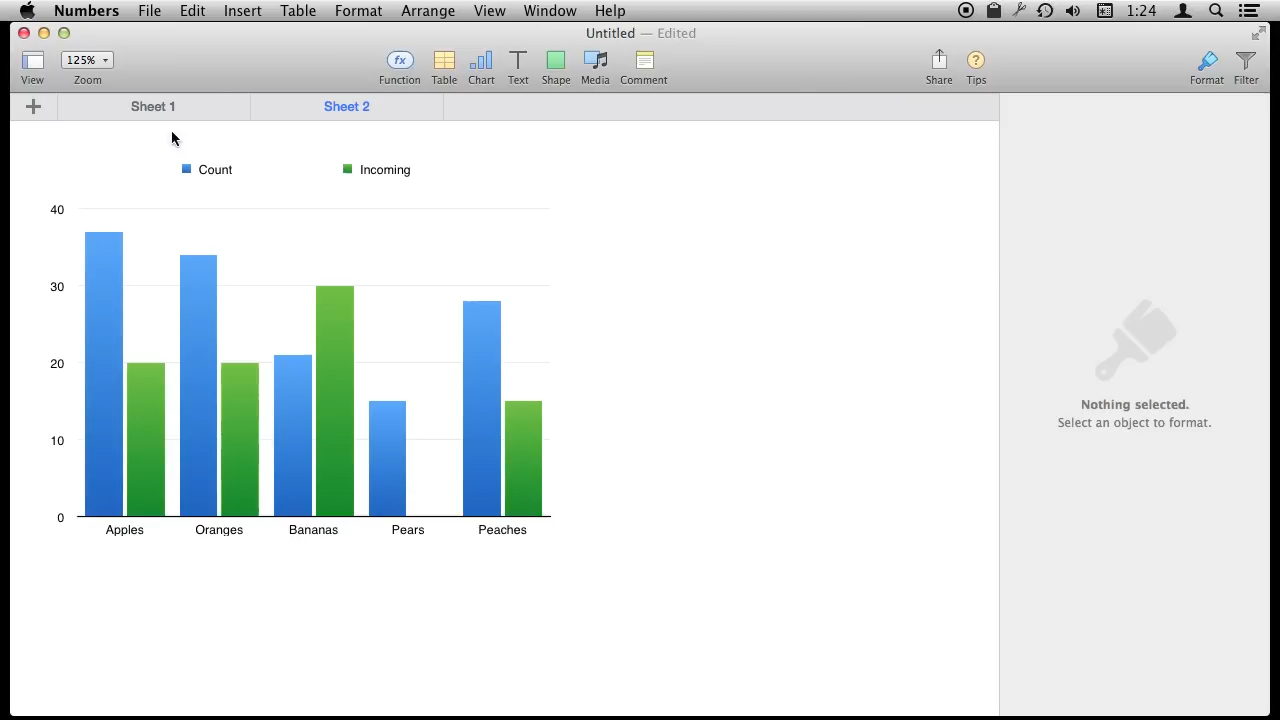 Numbers File Edit Insert Table Format Arrange View Window Help 1:24
Untitled — Edited
125%
View Zoom fx Function Table Chart Text Shape Media Comment Share ? Tips Format Filter
Sheet 1 Sheet 2
Count Incoming
40
30
20
10
0
Apples Oranges Bananas Pears Peaches
Nothing selected.
Select an object to format.